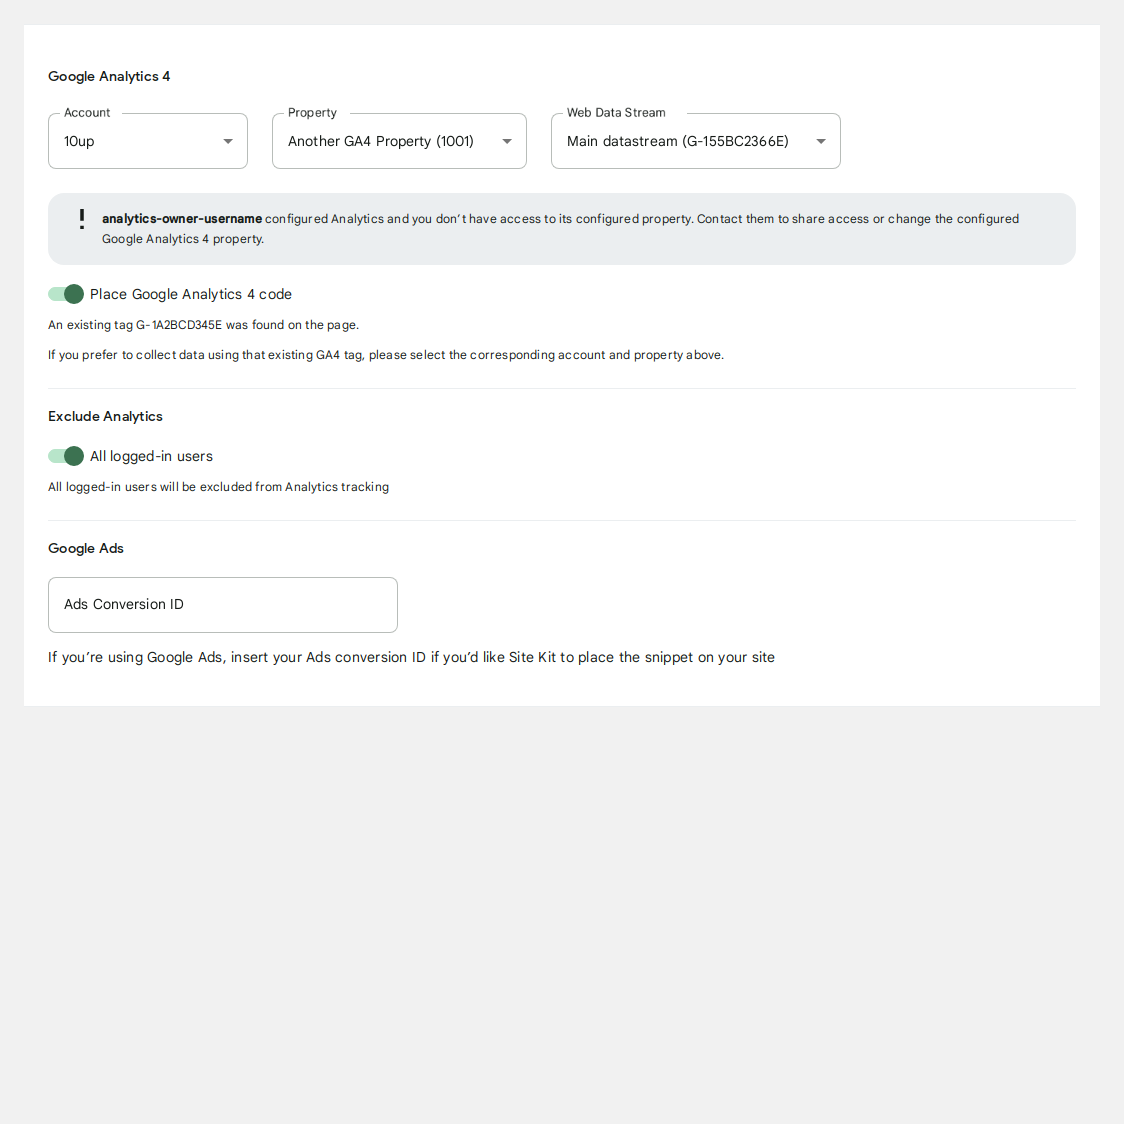 Google Analytics 4
Account
10up
Property
Another GA4 Property (1001)
Web Data Stream
Main datastream (G-155BC2366E)
! analytics-owner-username configured Analytics and you don't have access to its configured property. Contact them to share access or change the configured
Google Analytics 4 property.
Place Google Analytics 4 code
An existing tag G-1A2BCD345E was found on the page.
If you prefer to collect data using that existing GA4 tag, please select the corresponding account and property above.
Exclude Analytics
All logged-in users
All logged-in users will be excluded from Analytics tracking
Google Ads
Ads Conversion ID
If you're using Google Ads, insert your Ads conversion ID if you'd like Site Kit to place the snippet on your site